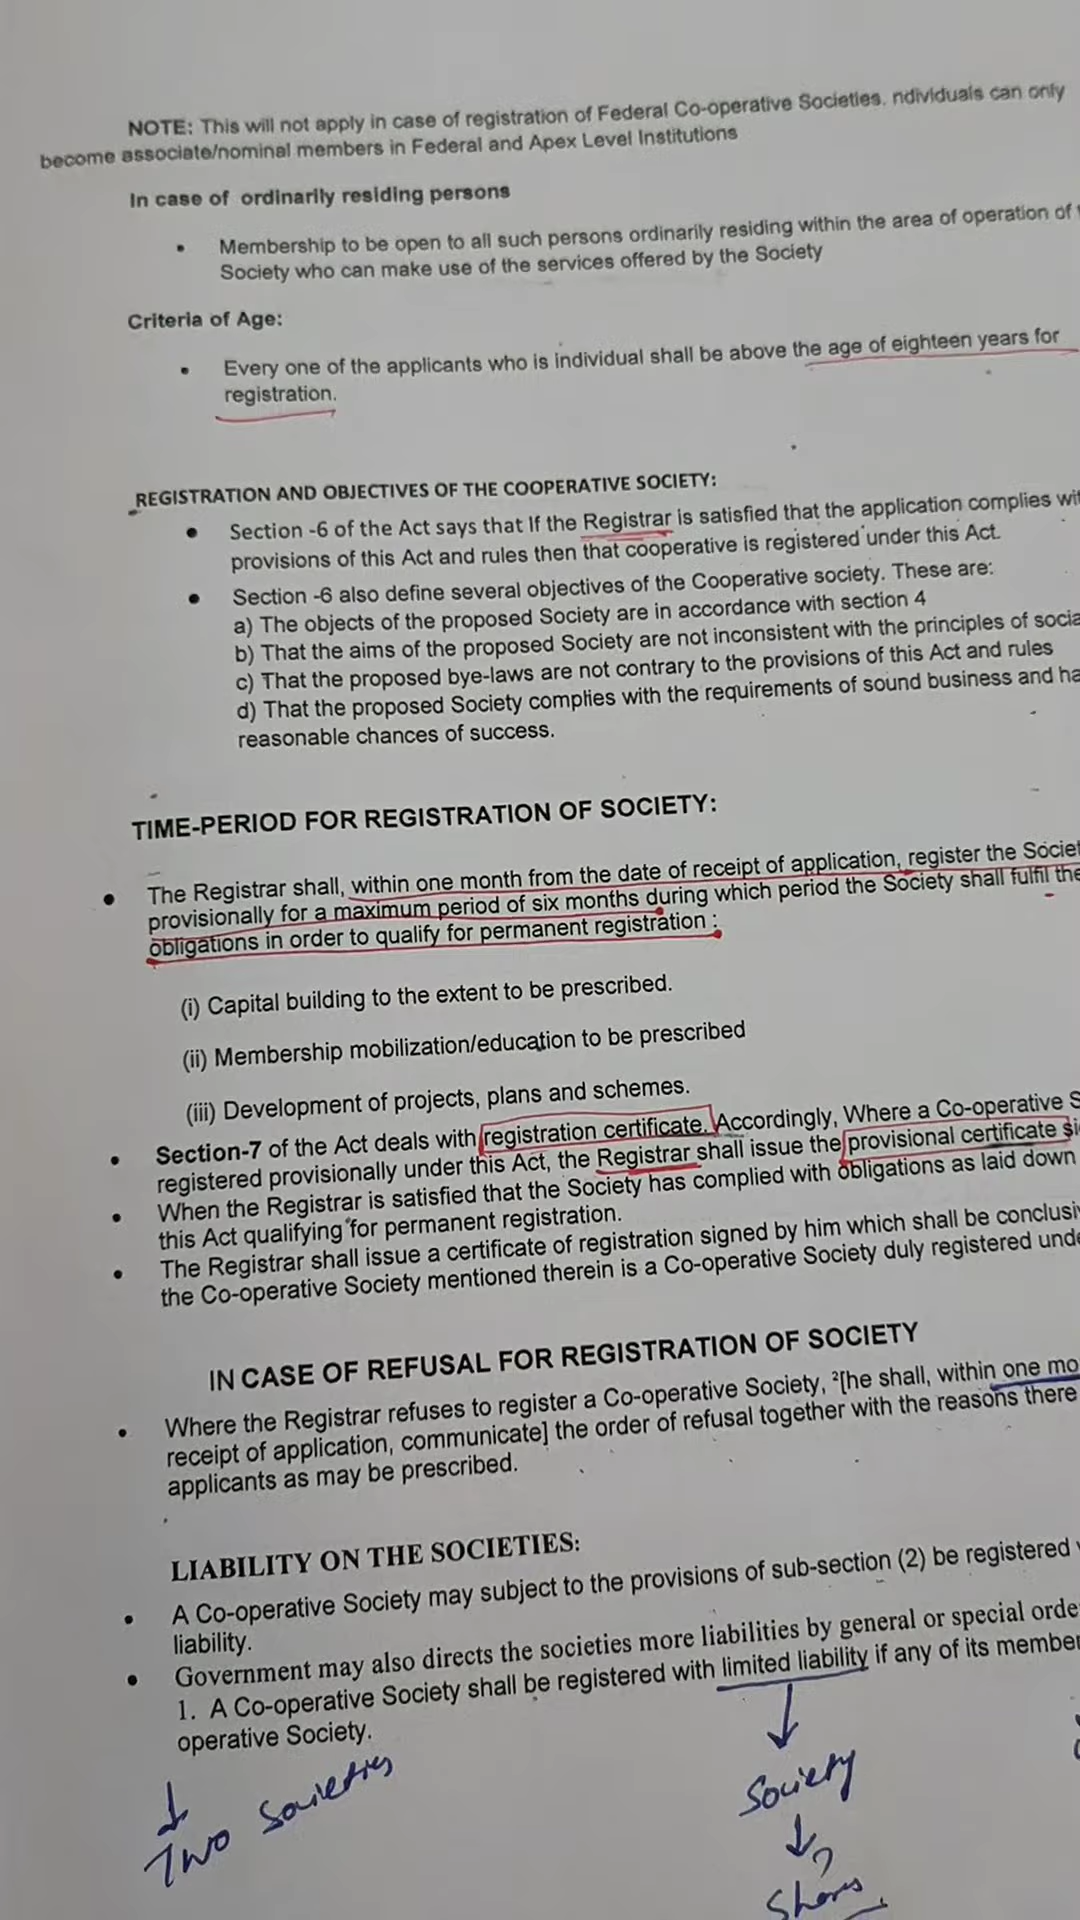 NOTE: This will not apply in case of registration of Federal Co-operative Societies. ndividuals can only
become associate/nominal members in Federal and Apex Level Institutions
In case of ordinarily residing persons
• Membership to be open to all such persons ordinarily residing within the area of operation of
Society who can make use of the services offered by the Society
Criteria of Age:
• Every one of the applicants who is individual shall be above the age of eighteen years for
registration.
REGISTRATION AND OBJECTIVES OF THE COOPERATIVE SOCIETY:
• Section -6 of the Act says that If the Registrar is satisfied that the application complies
provisions of this Act and rules then that cooperative is registered under this Act.
• Section -6 also define several objectives of the Cooperative society. These are:
a) The objects of the proposed Society are in accordance with section 4
b) That the aims of the proposed Society are not inconsistent with the principles of
c) That the proposed bye-laws are not contrary to the provisions of this Act and rules
d) That the proposed Society complies with the requirements of sound business and
reasonable chances of success.
TIME-PERIOD FOR REGISTRATION OF SOCIETY:
• The Registrar shall, within one month from the date of receipt of application, register the
provisionally for a maximum period of six months during which period the Society shall fulfil the
obligations in order to qualify for permanent registration :
(i) Capital building to the extent to be prescribed.
(ii) Membership mobilization/education to be prescribed
(iii) Development of projects, plans and schemes.
• Section-7 of the Act deals with registration certificate. Accordingly, Where a Co-operative
registered provisionally under this Act, the Registrar shall issue the provisional certificate
• When the Registrar is satisfied that the Society has complied with obligations as laid down
this Act qualifying for permanent registration.
• The Registrar shall issue a certificate of registration signed by him which shall be
the Co-operative Society mentioned therein is a Co-operative Society duly registered
IN CASE OF REFUSAL FOR REGISTRATION OF SOCIETY
• Where the Registrar refuses to register a Co-operative Society, ²[he shall, within one
receipt of application, communicate] the order of refusal together with the reasons there
applicants as may be prescribed.
LIABILITY ON THE SOCIETIES:
• A Co-operative Society may subject to the provisions of sub-section (2) be registered
liability.
• Government may also directs the societies more liabilities by general or special
1. A Co-operative Society shall be registered with limited liability if any of its
operative Society.
Two Societies
Society